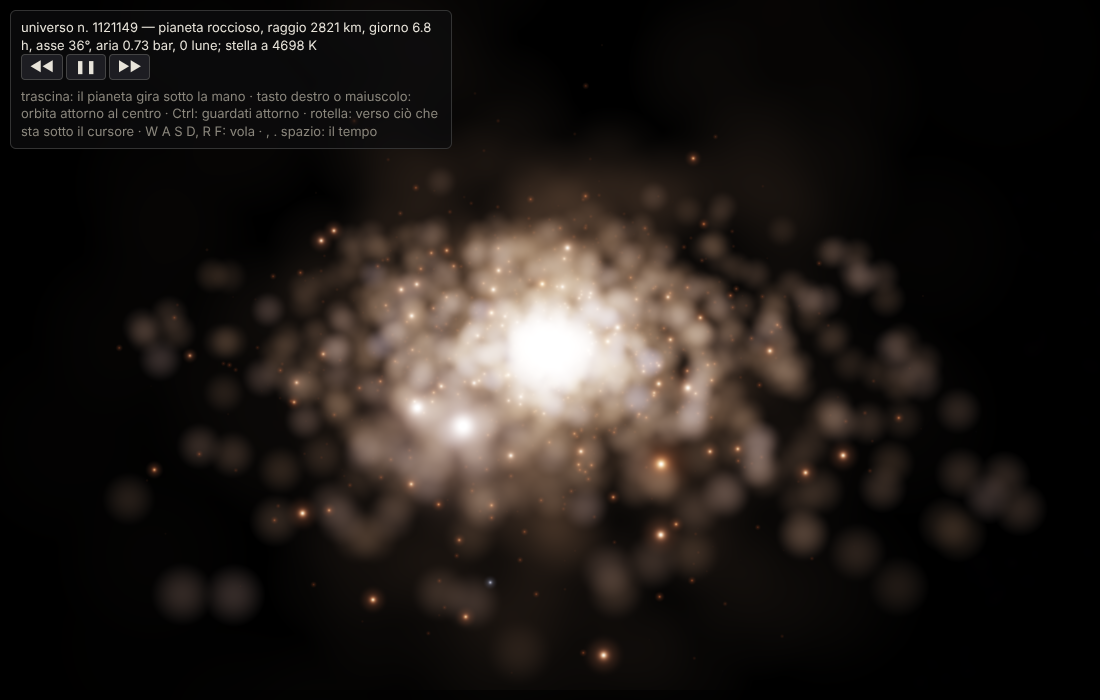 universo n. 1121149 — pianeta roccioso, raggio 2821 km, giorno 6.8
h, asse 36°, aria 0.73 bar, 0 lune; stella a 4698 K
trascina: il pianeta gira sotto la mano · tasto destro o maiuscolo:
orbita attorno al centro · Ctrl: guardati attorno · rotella: verso ciò che
sta sotto il cursore · W A S D, R F: vola · , . spazio: il tempo